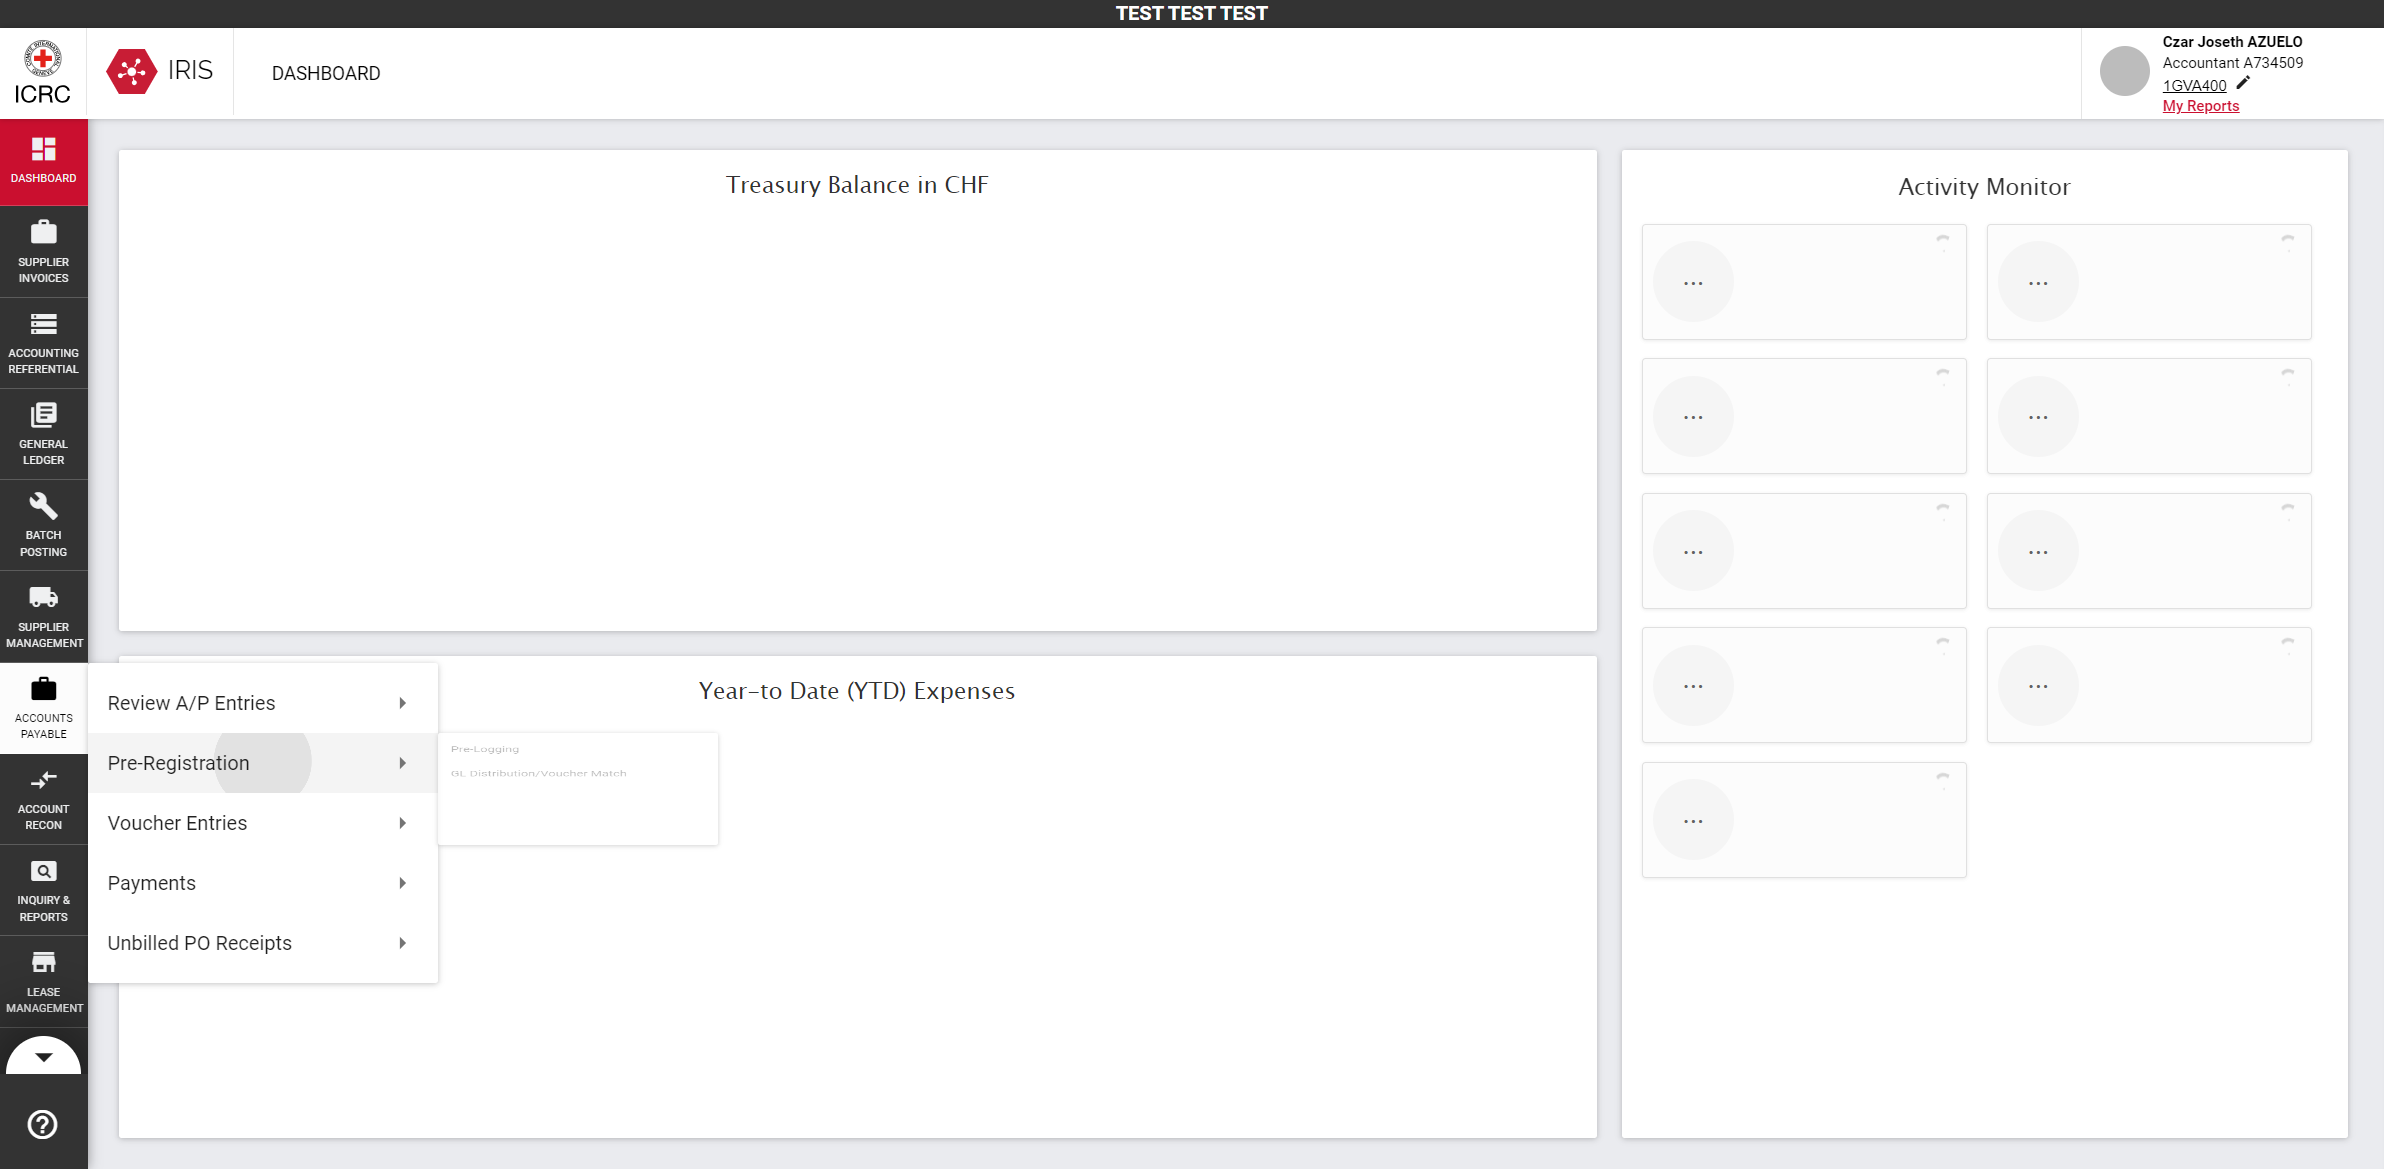 TEST TEST TEST
COMITE INTERNATIONAL GENEVE
ICRC
IRIS
DASHBOARD
Czar Joseth AZUELO
Accountant A734509
1GVA400
My Reports
DASHBOARD
SUPPLIER
INVOICES
ACCOUNTING
REFERENTIAL
GENERAL
LEDGER
BATCH
POSTING
SUPPLIER
MANAGEMENT
ACCOUNTS
PAYABLE
ACCOUNT
RECON
INQUIRY &
REPORTS
LEASE
MANAGEMENT
Treasury Balance in CHF
Year-to Date (YTD) Expenses
Review A/P Entries
Pre-Registration
Voucher Entries
Payments
Unbilled PO Receipts
Pre-Logging
GL Distribution/Voucher Match
Activity Monitor
...
...
...
...
...
...
...
...
...